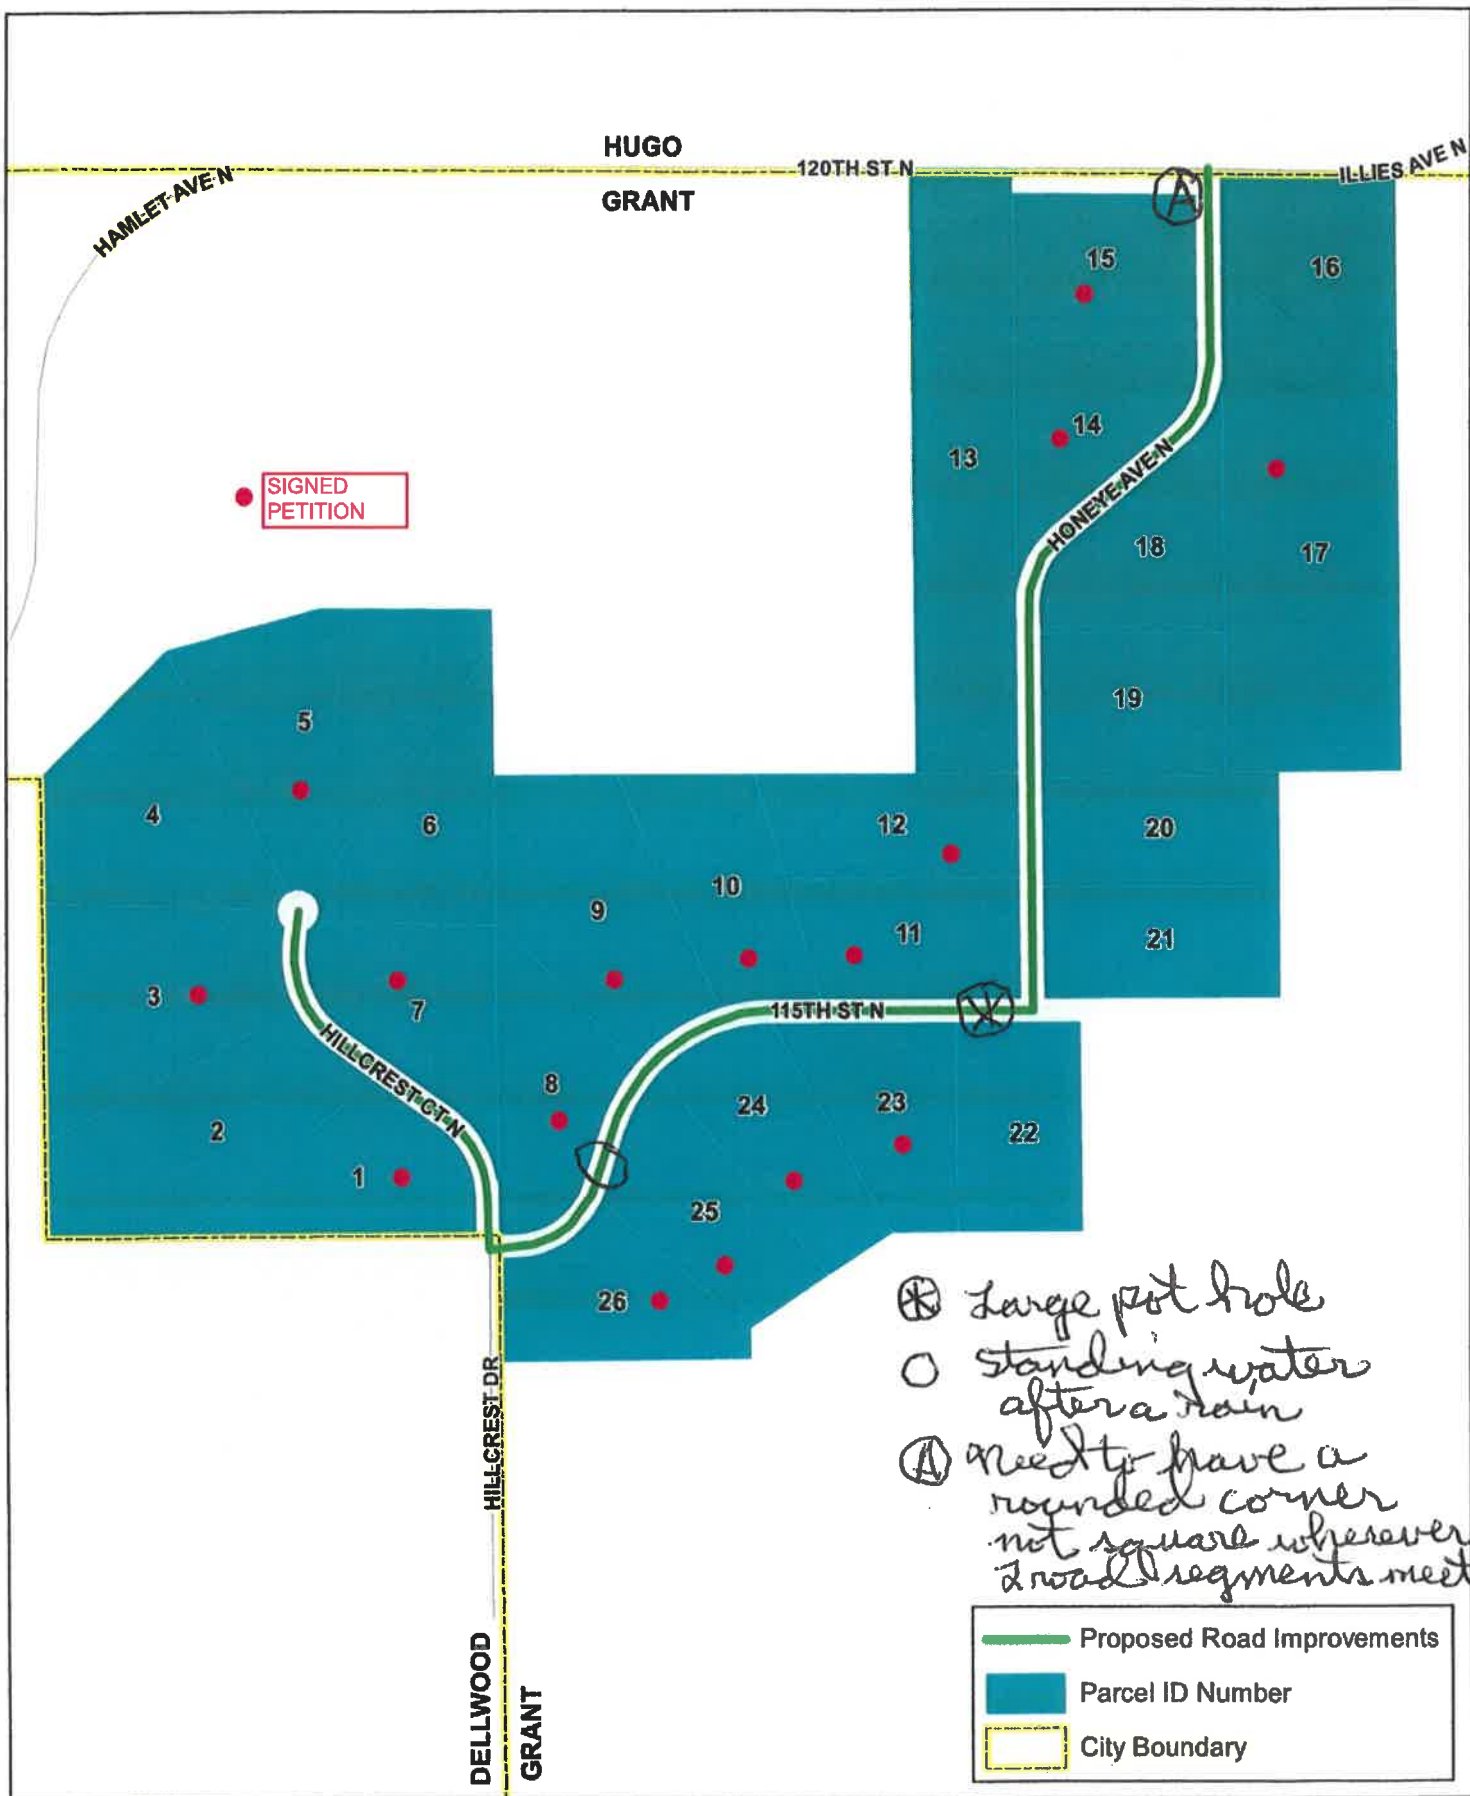 HUGO
120TH ST N
ILLIES AVE N
HAMLET AVE N
GRANT
A
15
16
14
13
HONEYE AVE N
SIGNED
PETITION
18
17
19
5
4
6
12
20
10
9
11
21
3
7
115TH ST N
HILLCREST CT N
8
24
23
22
2
1
25
26
Large pot hole
standing water
after a rain
A need to have a
rounded corner
not square wherever
2 road segments meet
HILLCREST DR
DELLWOOD
GRANT
Proposed Road Improvements
Parcel ID Number
City Boundary